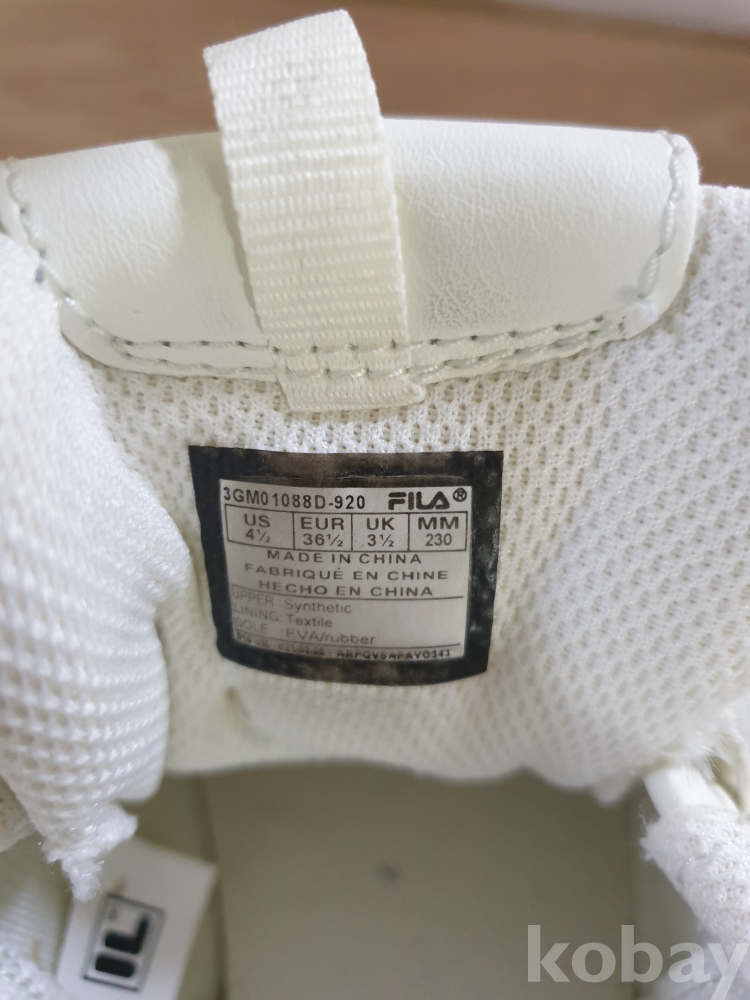 3GM01088D-920 FILA®
US EUR UK MM
4½ 36½ 3½ 230
MADE IN CHINA
FABRIQUÉ EN CHINE
HECHO EN CHINA
UPPER: Synthetic
LINING: Textile
SOLE EVA/rubber
kobay